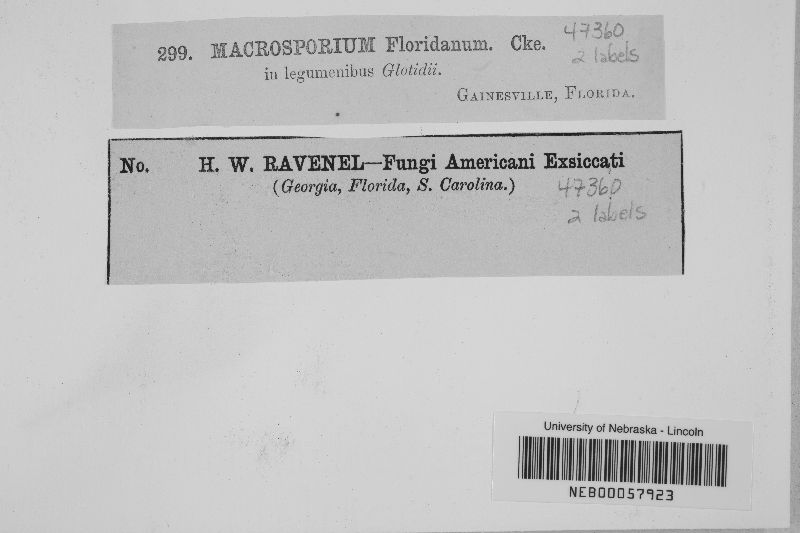 299. MACROSPORIUM Floridanum. Cke. 47360
2 labels
in legumenibus Glotidii.
GAINESVILLE, FLORIDA.
No. H. W. RAVENEL—Fungi Americani Exsiccati
(Georgia, Florida, S. Carolina.) 47360
2 labels
University of Nebraska - Lincoln
NEB00057923